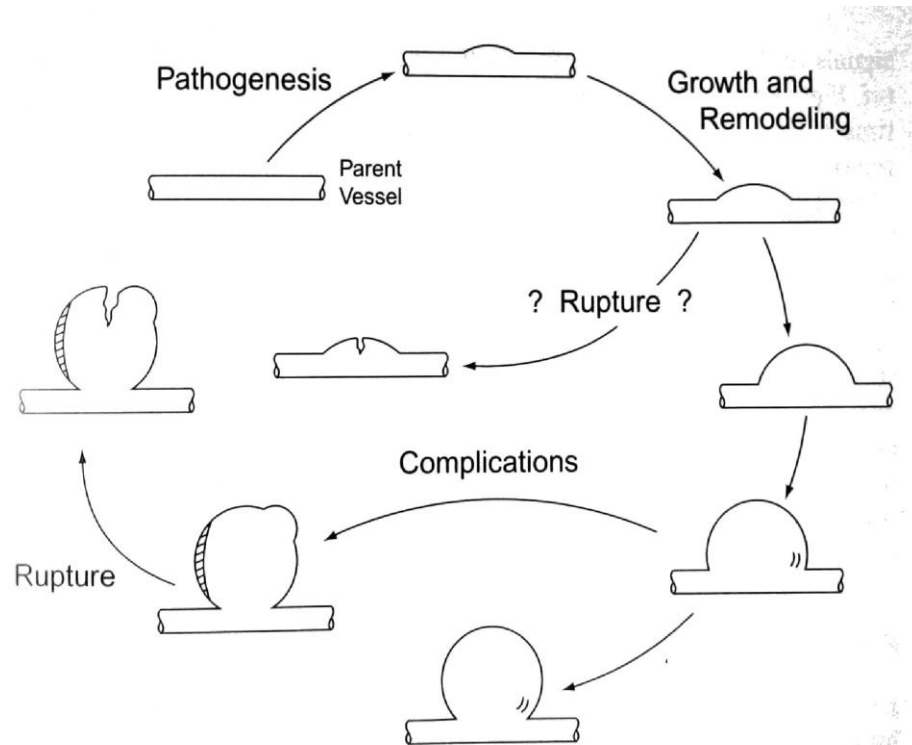 Pathogenesis
Growth and
Remodeling
Parent
Vessel
? Rupture ?
Complications
Rupture